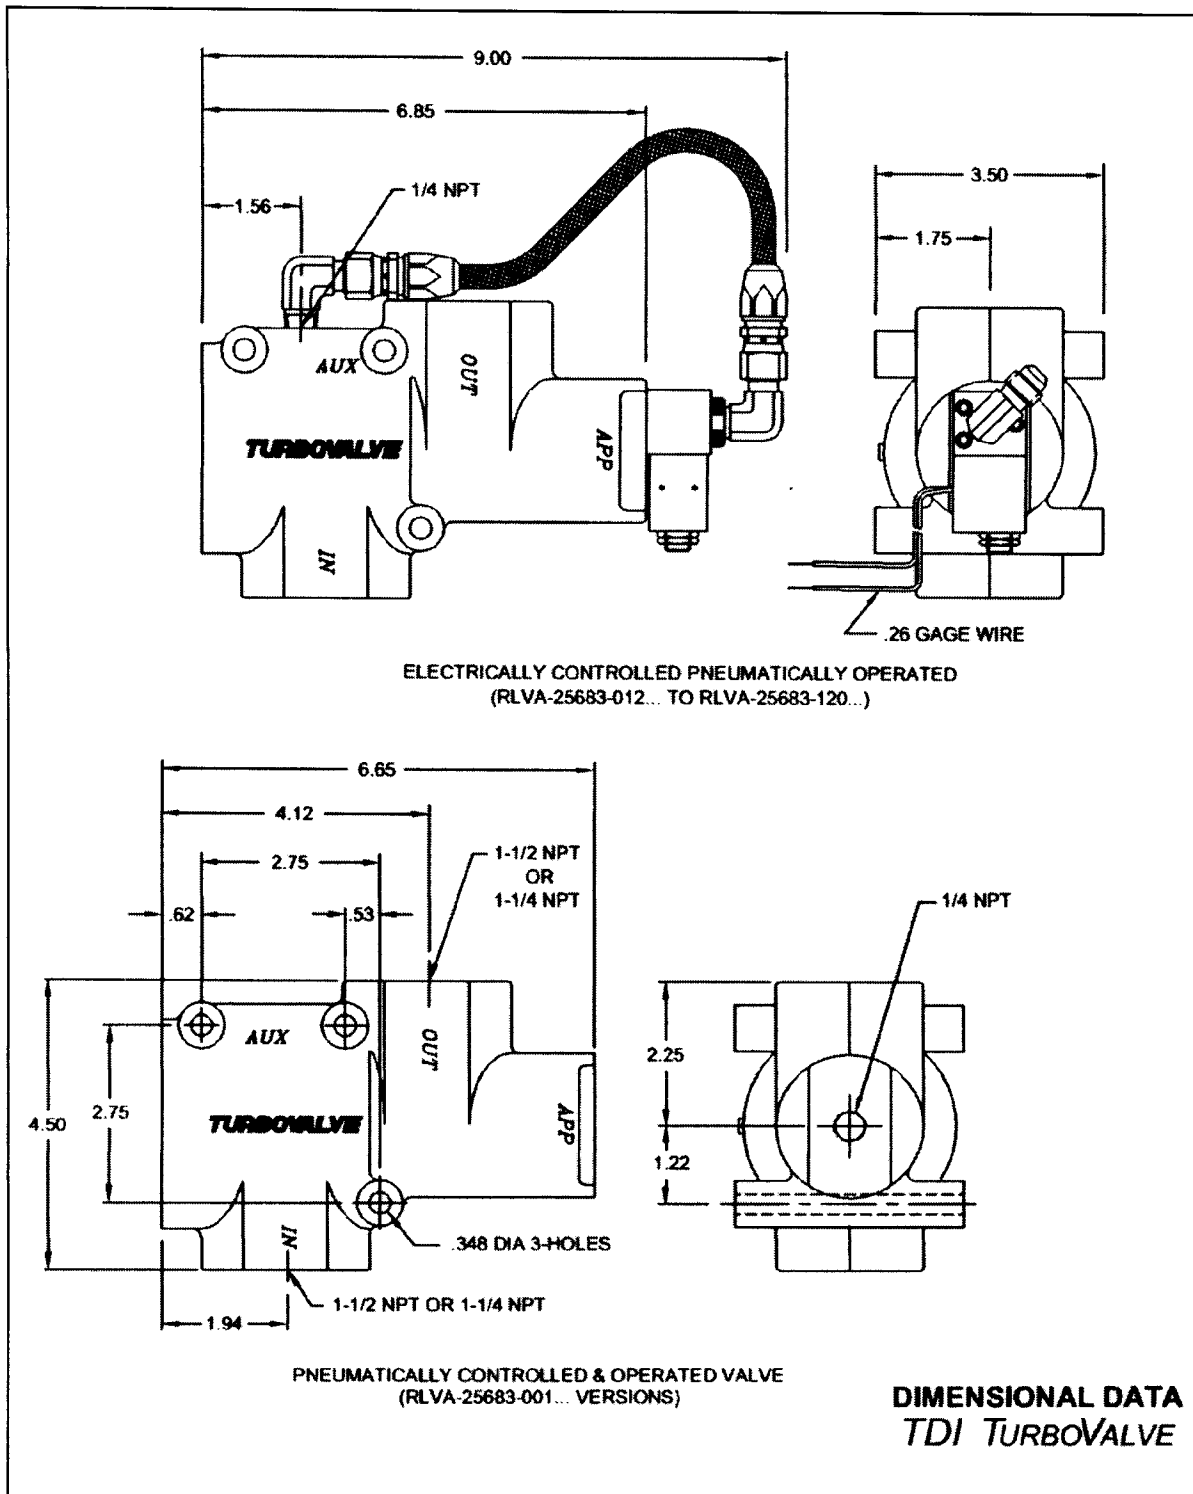 9.00
6.85
1/4 NPT
1.56
3.50
1.75
AUX
OUT
TURBOVALVE
APP
IN
.26 GAGE WIRE
ELECTRICALLY CONTROLLED PNEUMATICALLY OPERATED
(RLVA-25683-012... TO RLVA-25683-120...)
6.65
4.12
2.75
1-1/2 NPT
OR
1-1/4 NPT
.62
.53
1/4 NPT
AUX
OUT
2.25
2.75
4.50
TURBOVALVE
APP
1.22
IN
.348 DIA 3-HOLES
1-1/2 NPT OR 1-1/4 NPT
1.94
PNEUMATICALLY CONTROLLED & OPERATED VALVE
(RLVA-25683-001... VERSIONS)
DIMENSIONAL DATA
TDI TURBOVALVE